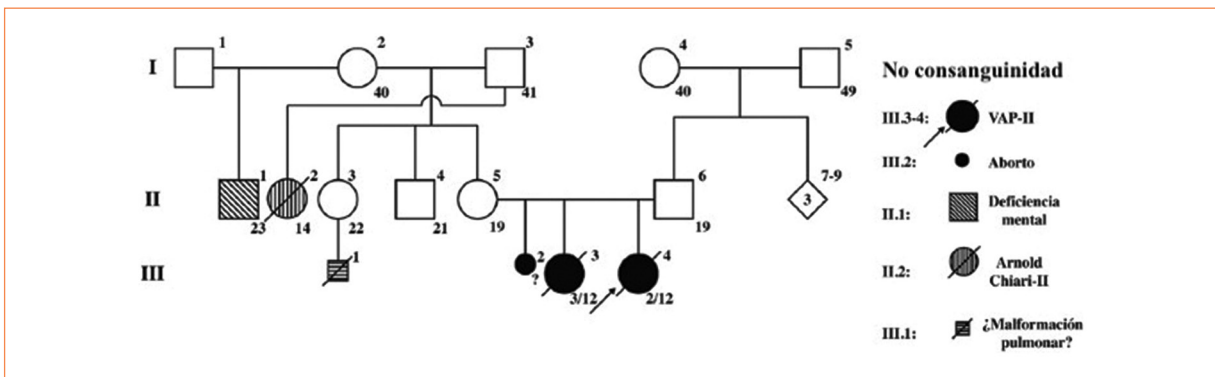 1 2 3 4 5
I
40 41 40 49
No consanguinidad
III.3-4: VAP-II
III.2: Aborto
1 2 3 4 5 6 7-9
II
3
23 14 22 21 19 19
II.1: Deficiencia
mental
1 2 3 4
III
? 3/12 2/12
II.2: Arnold
Chiari-II
III.1: ¿Malformación
pulmonar?